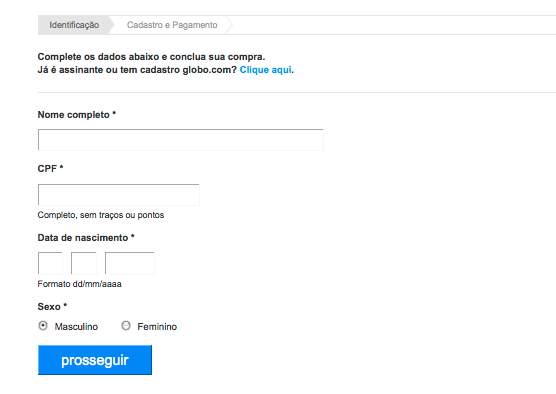 Identificação Cadastro e Pagamento
Complete os dados abaixo e conclua sua compra.
Já é assinante ou tem cadastro globo.com? Clique aqui.
Nome completo *
CPF *
Completo, sem traços ou pontos
Data de nascimento *
Formato dd/mm/aaaa
Sexo *
Masculino Feminino
prosseguir